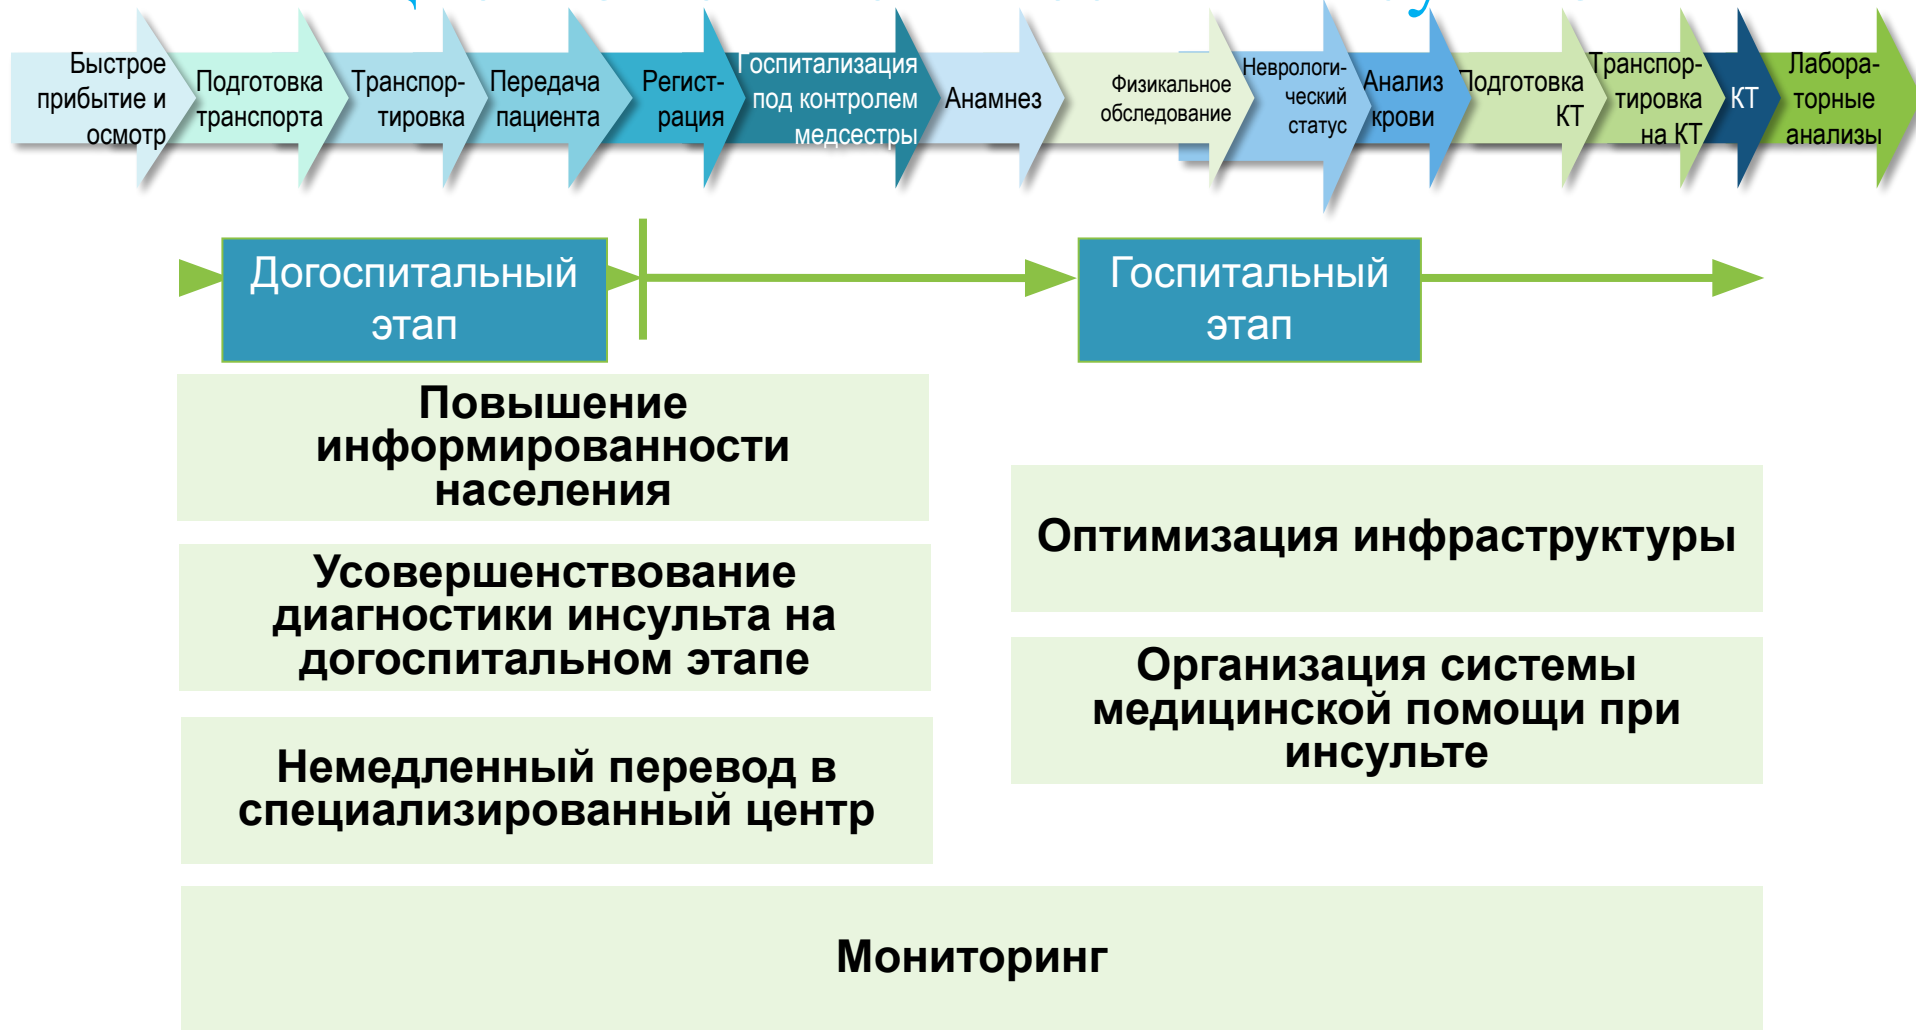 Быстрое
прибытие и
осмотр
Подготовка
транспорта
Транспор-
тировка
Передача
пациента
Регист-
рация
Госпитализация
под контролем
медсестры
Анамнез
Физикальное
обследование
Неврологи-
ческий
статус
Анализ
крови
Подготовка
КТ
Транспор-
тировка
на КТ
КТ
Лабора-
торные
анализы
Догоспитальный
этап
Госпитальный
этап
Повышение
информированности
населения
Усовершенствование
диагностики инсульта на
догоспитальном этапе
Немедленный перевод в
специализированный центр
Оптимизация инфраструктуры
Организация системы
медицинской помощи при
инсульте
Мониторинг